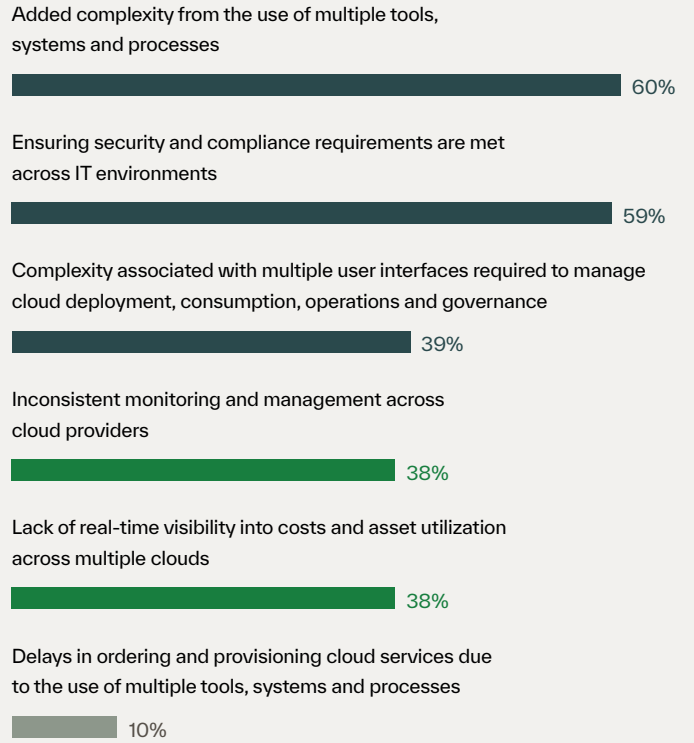 Added complexity from the use of multiple tools,
systems and processes
60%
Ensuring security and compliance requirements are met
across IT environments
59%
Complexity associated with multiple user interfaces required to manage
cloud deployment, consumption, operations and governance
39%
Inconsistent monitoring and management across
cloud providers
38%
Lack of real-time visibility into costs and asset utilization
across multiple clouds
38%
Delays in ordering and provisioning cloud services due
to the use of multiple tools, systems and processes
10%